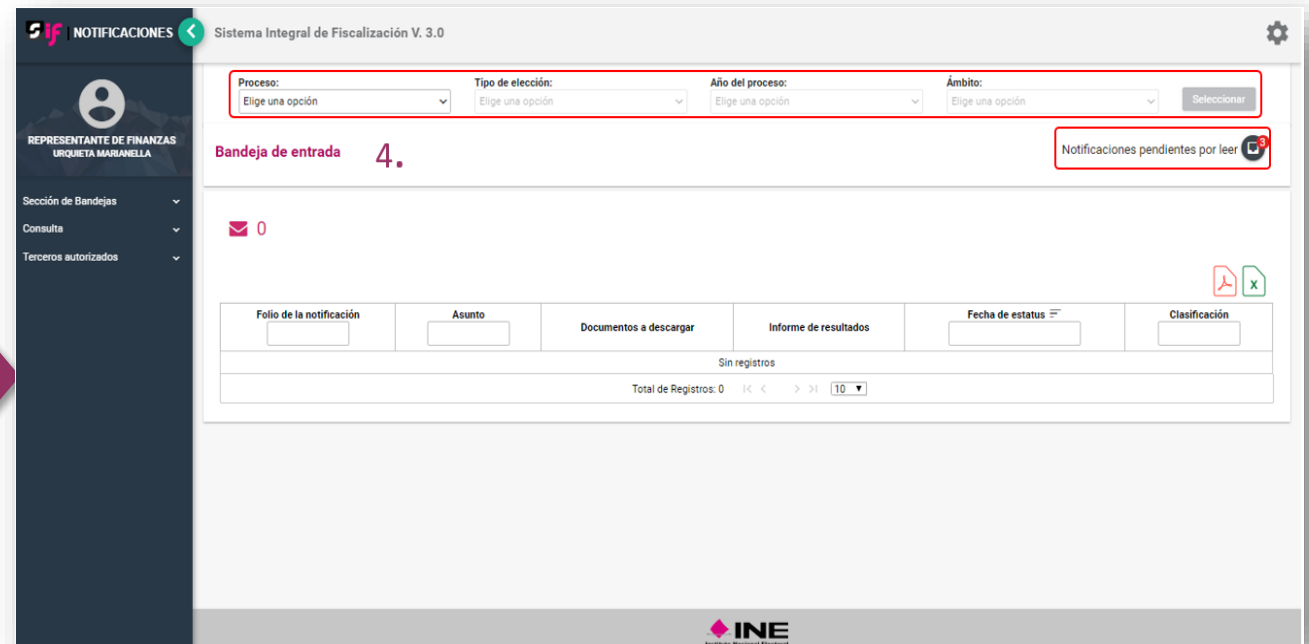 sif | NOTIFICACIONES
Sistema Integral de Fiscalización V. 3.0
REPRESENTANTE DE FINANZAS
URQUIETA MARIANELLA
Sección de Bandejas
Consulta
Terceros autorizados
Proceso: Tipo de elección: Año del proceso: Ámbito:
Elige una opción Elige una opción Elige una opción Elige una opción Seleccionar
Bandeja de entrada 4. Notificaciones pendientes por leer 3
0
X
Folio de la notificación Asunto Documentos a descargar Informe de resultados Fecha de estatus Clasificación
Sin registros
Total de Registros: 0 |< < > >| 10
INE
Instituto Nacional Electoral